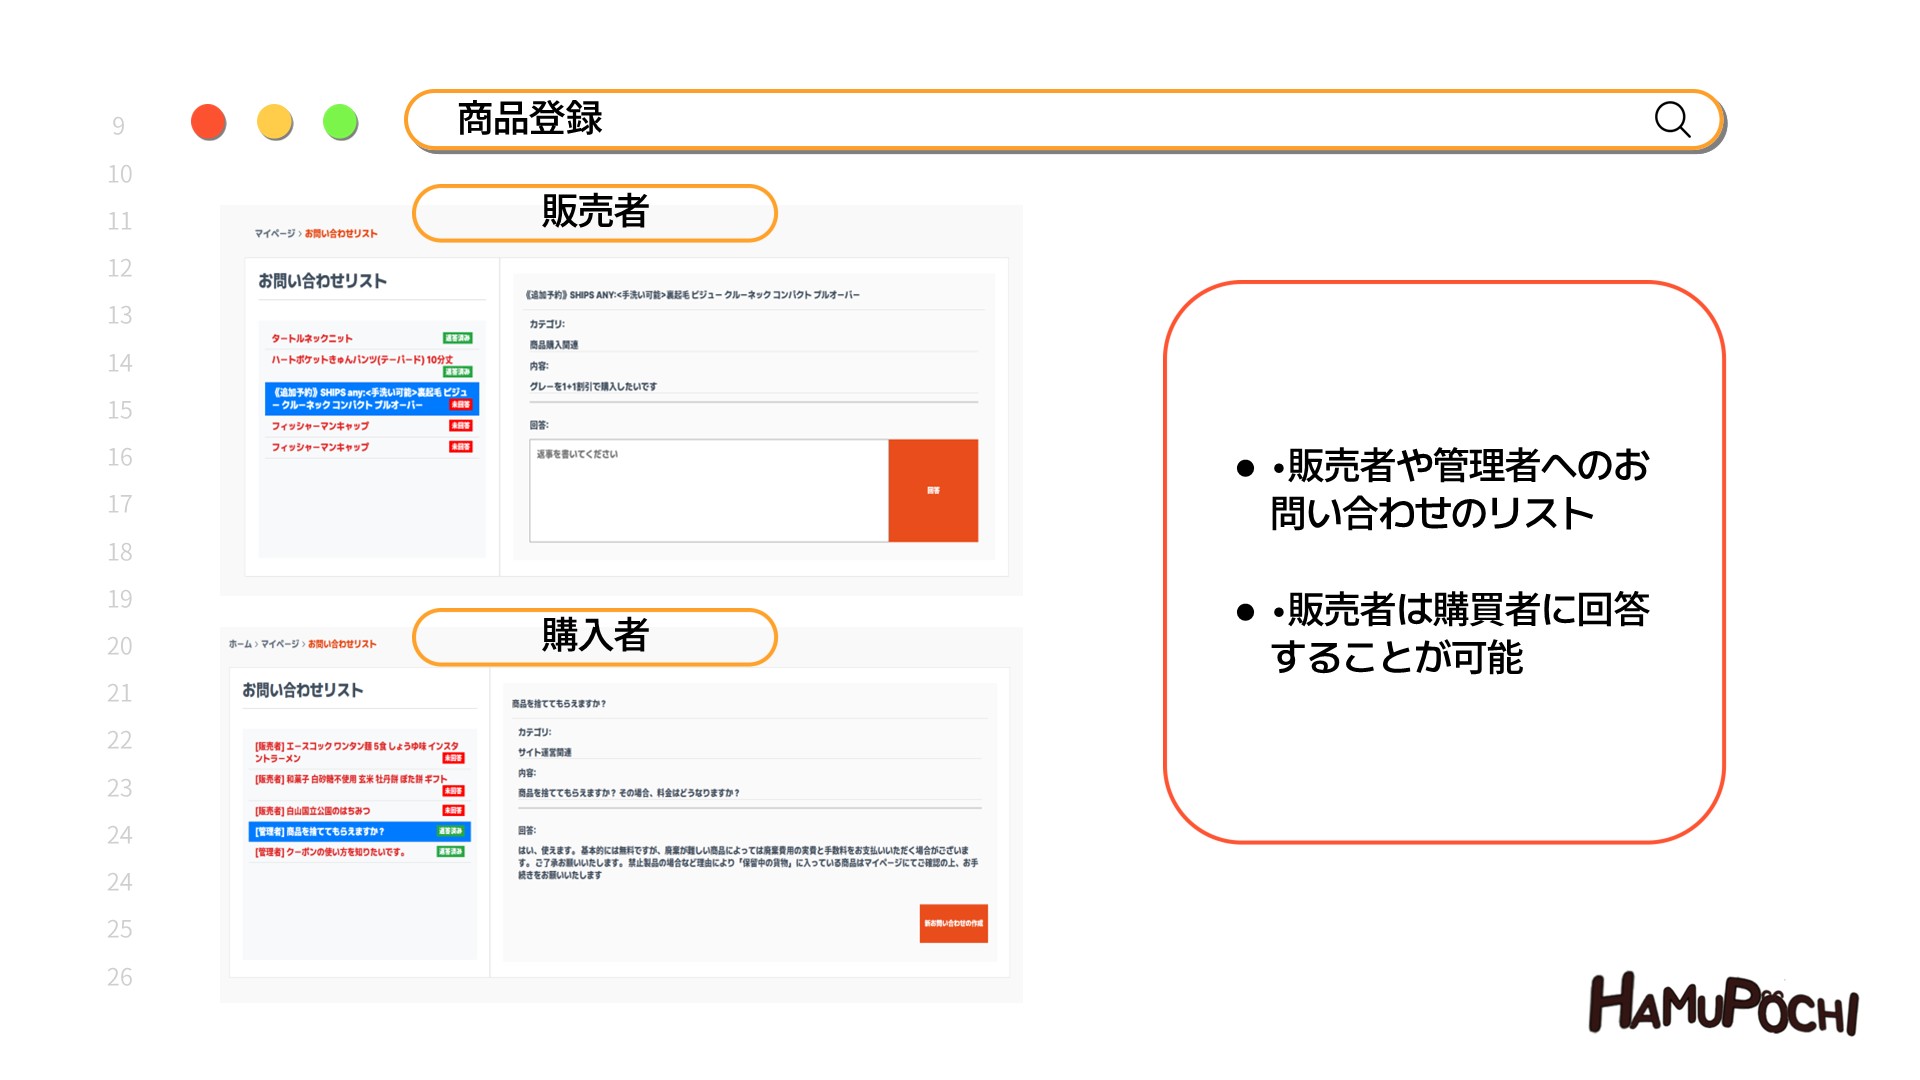 9
10
11
12
13
14
15
16
17
18
19
20
21
22
23
24
24
25
26
商品登録
販売者
マイページ › お問い合わせリスト
お問い合わせリスト
タートルネックニット 返答済み
ハートポケットきゅんパンツ(テーパード) 10分丈
返答済み
《追加予約》SHIPS any:<手洗い可能>裏起毛 ビジュ
ー クルーネック コンパクト プルオーバー 未回答
フィッシャーマンキャップ 未回答
フィッシャーマンキャップ 未回答
《追加予約》SHIPS ANY:<手洗い可能>裏起毛 ビジュー クルーネック コンパクト プルオーバー
カテゴリ:
商品購入関連
内容:
グレーを1+1割引で購入したいです
回答:
返事を書いてください
回答
購入者
ホーム › マイページ › お問い合わせリスト
お問い合わせリスト
[販売者] エースコック ワンタン麺 5食 しょうゆ味 インスタ
ントラーメン 未回答
[販売者] 和菓子 白砂糖不使用 玄米 牡丹餅 ぼた餅 ギフト
未回答
[販売者] 白山国立公園のはちみつ 未回答
[管理者] 商品を捨ててもらえますか？ 返答済み
[管理者] クーポンの使い方を知りたいです。 返答済み
商品を捨ててもらえますか？
カテゴリ:
サイト運営関連
内容:
商品を捨ててもらえますか？ その場合、料金はどうなりますか？
回答:
はい、使えます。基本的には無料ですが、廃棄が難しい商品によっては廃棄費用の実費と手数料をお支払いいただく場合がございま
す。ご了承お願いいたします。禁止製品の場合など理由により「保留中の貨物」に入っている商品はマイページにてご確認の上、お手
続きをお願いいたします
新お問い合わせの作成
● •販売者や管理者へのお
問い合わせのリスト
● •販売者は購買者に回答
することが可能
HAMUPOCHI